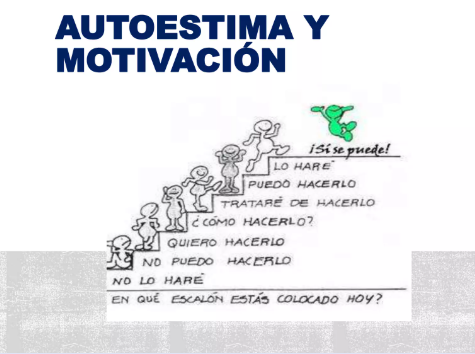 AUTOESTIMA Y
MOTIVACIÓN
¡Si se puede!
LO HARÉ
PUEDO HACERLO
TRATARÉ DE HACERLO
¿CÓMO HACERLO?
QUIERO HACERLO
NO PUEDO HACERLO
NO LO HARÉ
EN QUÉ ESCALÓN ESTÁS COLOCADO HOY?